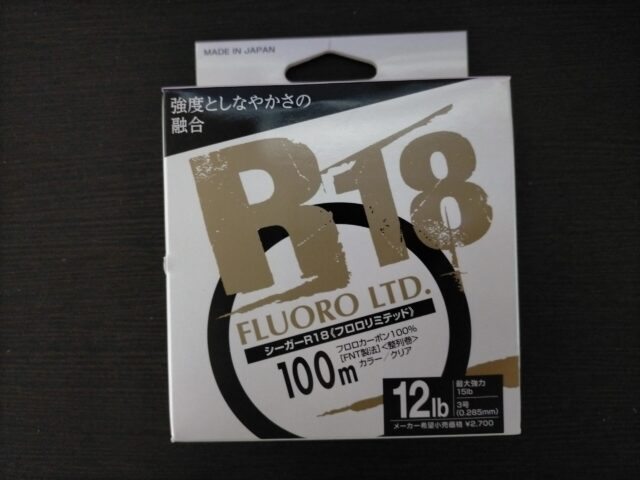 MADE IN JAPAN
強度としなやかさの
融合
R18
FLUORO LTD.
シーガーR18《フロロリミテッド》
100m
フロロカーボン100%
[FNT製法]<整列巻>
カラー／クリア
12lb
最大強力
15lb
3号
(0.285mm)
メーカー希望小売価格 ¥2,700